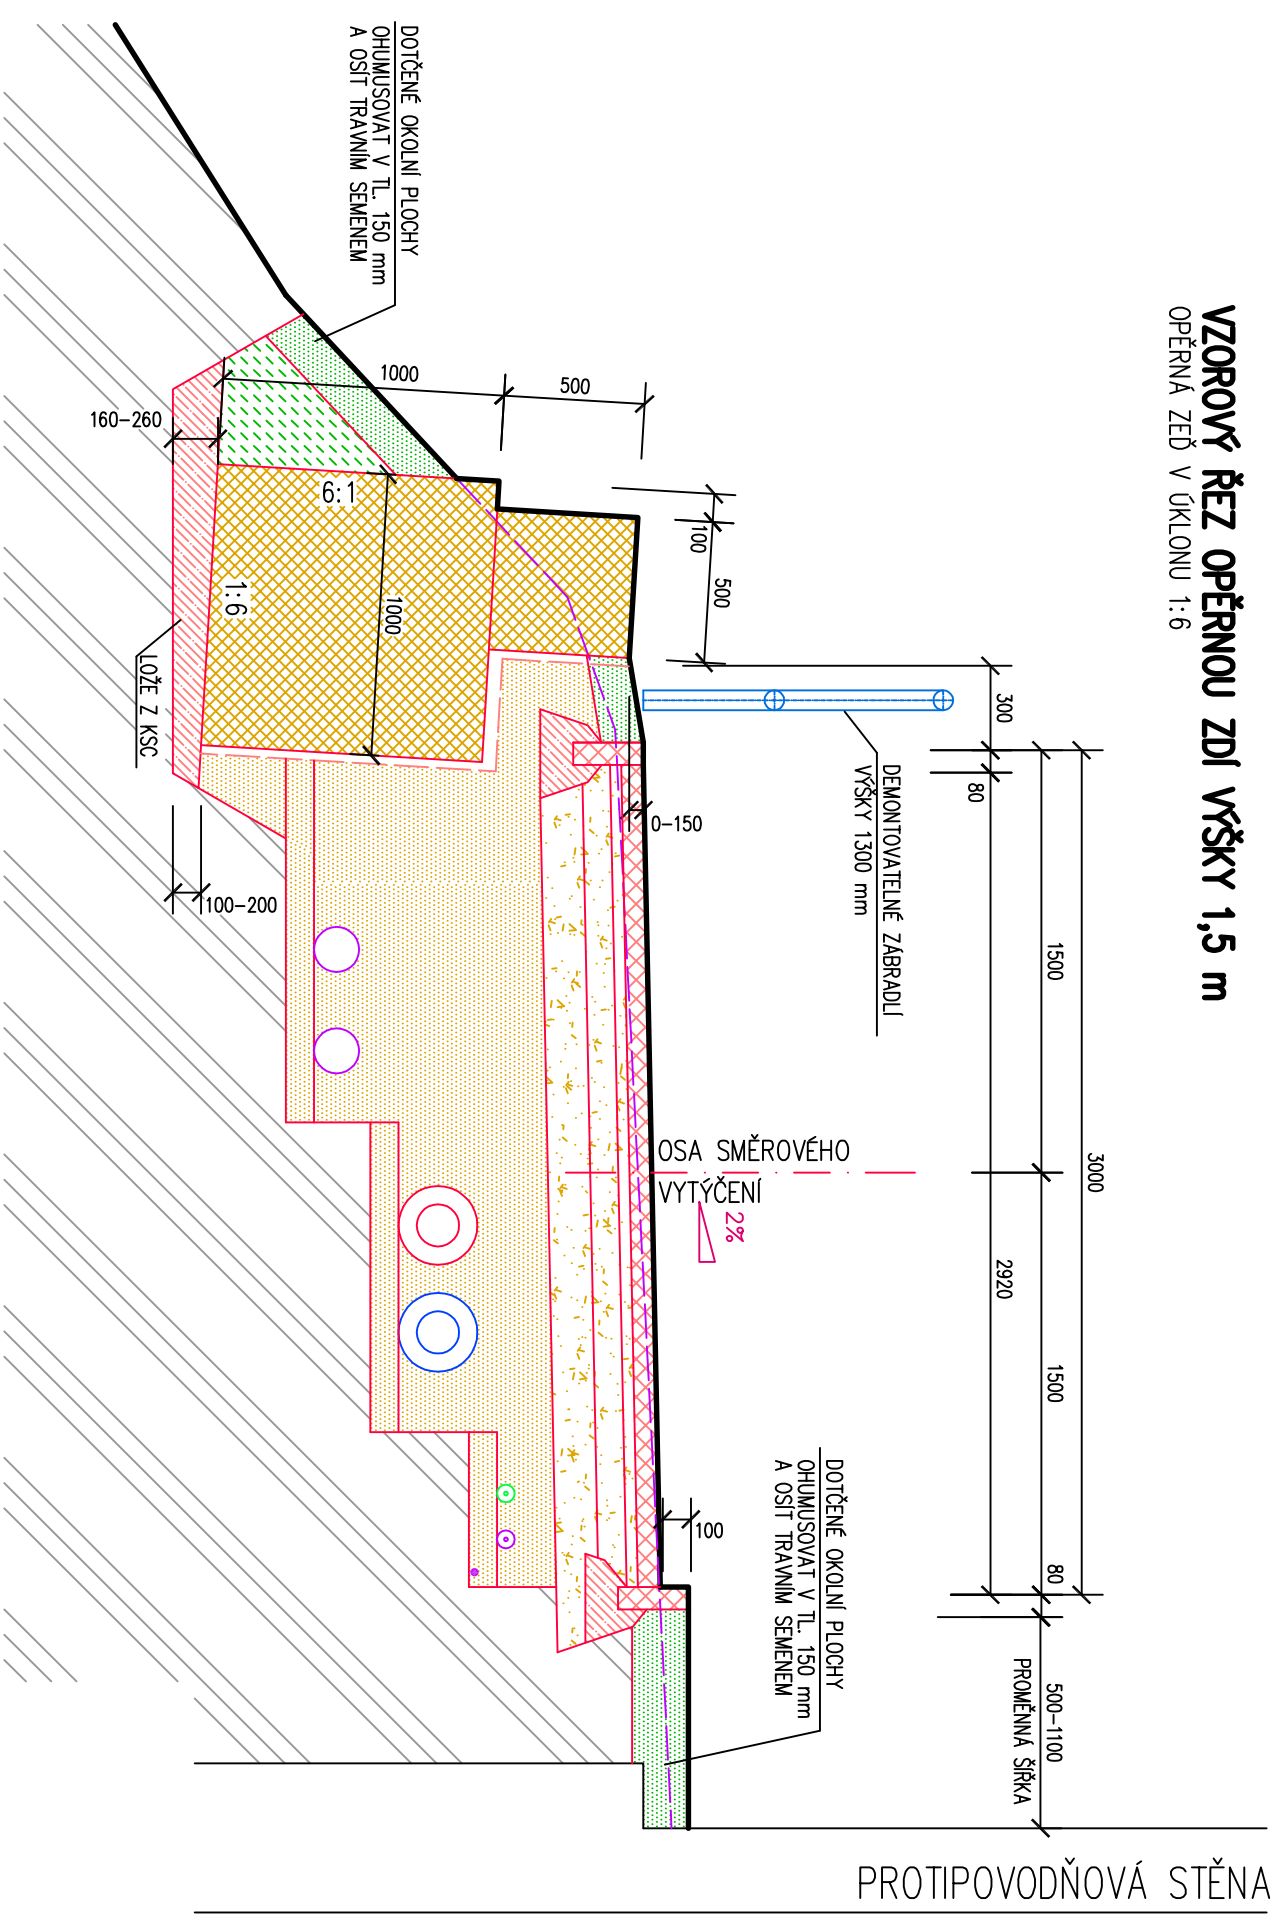 VZOROVÝ ŘEZ OPĚRNOU ZDÍ VÝŠKY 1,5 m
OPĚRNÁ ZEĎ V ÚKLONU 1:6
3000
1500
1500
300
80
2920
80
500-1100
PROMĚNNÁ ŠÍŘKA
DEMONTOVATELNÉ ZÁBRADLÍ
VÝŠKY 1300 mm
OSA SMĚROVÉHO
VYTÝČENÍ
2%
DOTČENÉ OKOLNÍ PLOCHY
OHUMUSOVAT V TL. 150 mm
A OSÍT TRAVNÍM SEMENEM
100
500
0-150
100
500
1000
DOTČENÉ OKOLNÍ PLOCHY
OHUMUSOVAT V TL. 150 mm
A OSÍT TRAVNÍM SEMENEM
1000
6:1
1:6
160-260
100-200
LOŽE Z KSC
PROTIPOVODŇOVÁ STĚNA